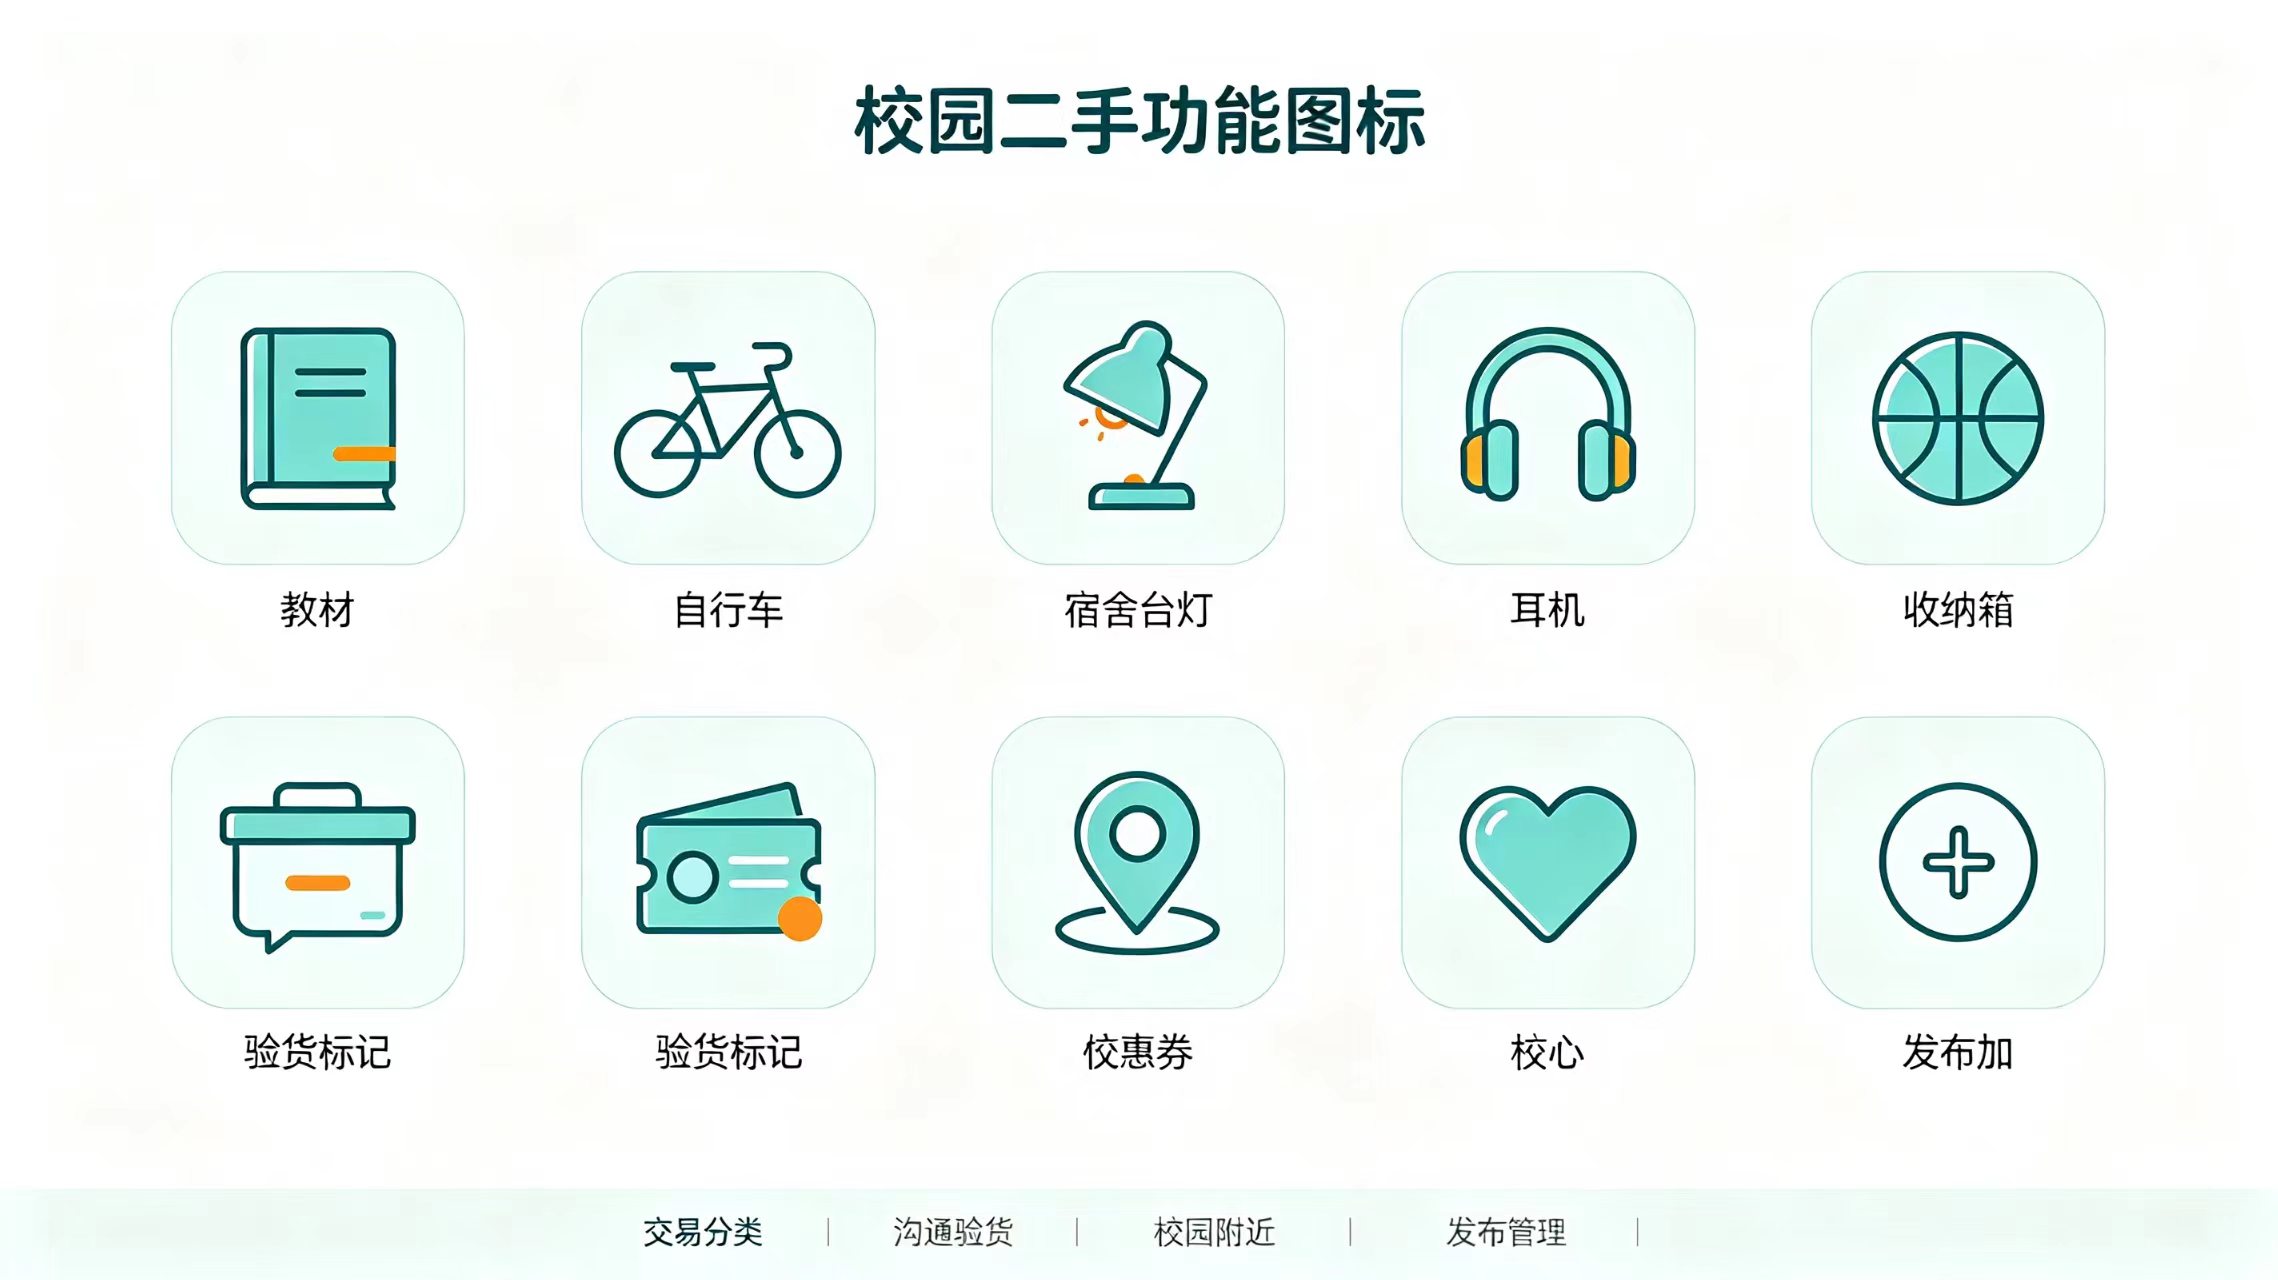 校园二手功能图标
教材
自行车
宿舍台灯
耳机
收纳箱
验货标记
验货标记
佼惠券
校心
发布加
交易分类 | 沟通验货 | 校园附近 | 发布管理 |